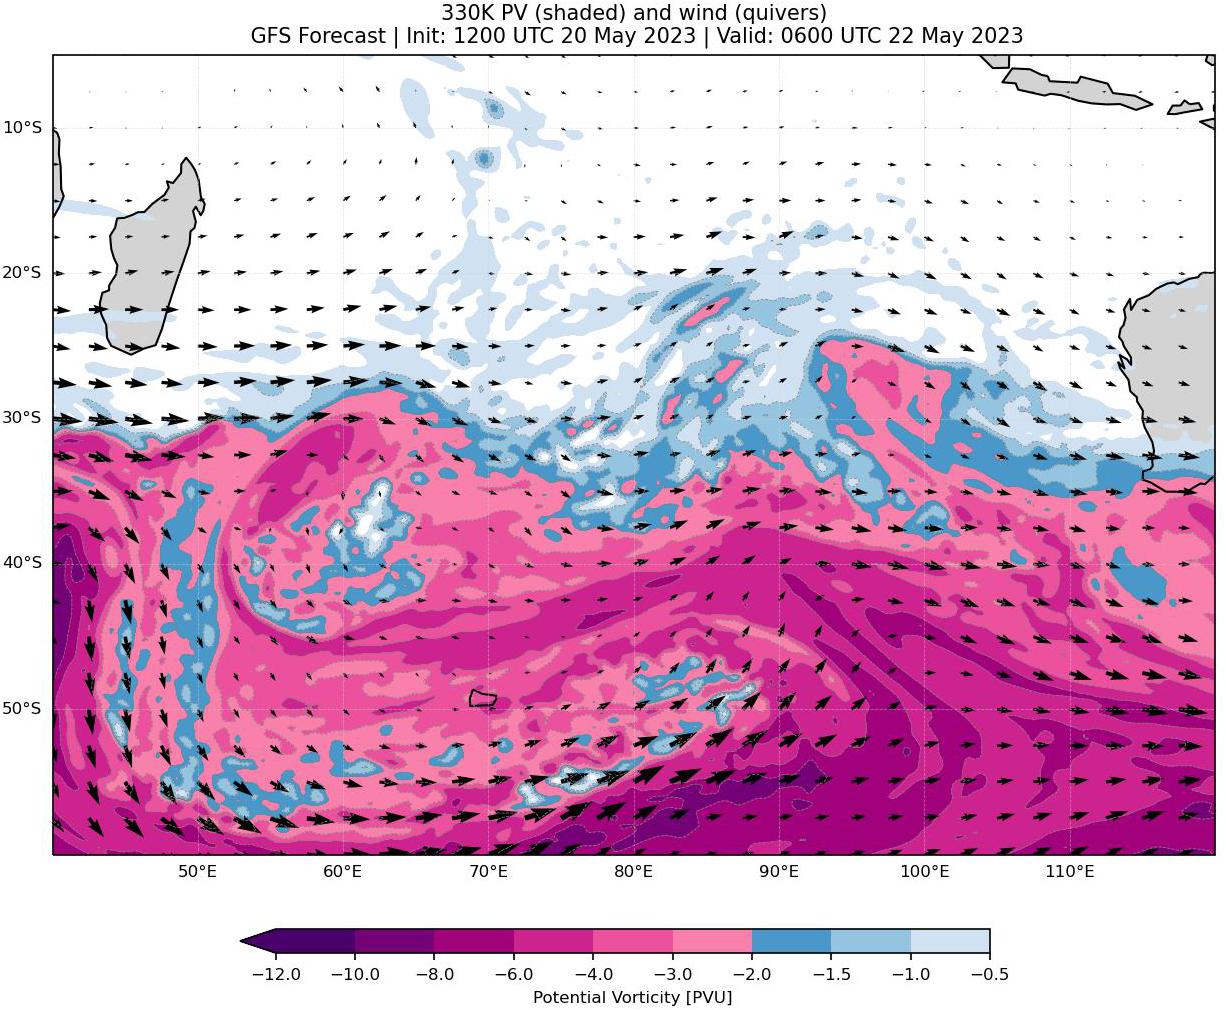 330K PV (shaded) and wind (quivers)
GFS Forecast | Init: 1200 UTC 20 May 2023 | Valid: 0600 UTC 22 May 2023
10°S
20°S
30°S
40°S
50°S
50°E 60°E 70°E 80°E 90°E 100°E 110°E
−12.0 −10.0 −8.0 −6.0 −4.0 −3.0 −2.0 −1.5 −1.0 −0.5
Potential Vorticity [PVU]